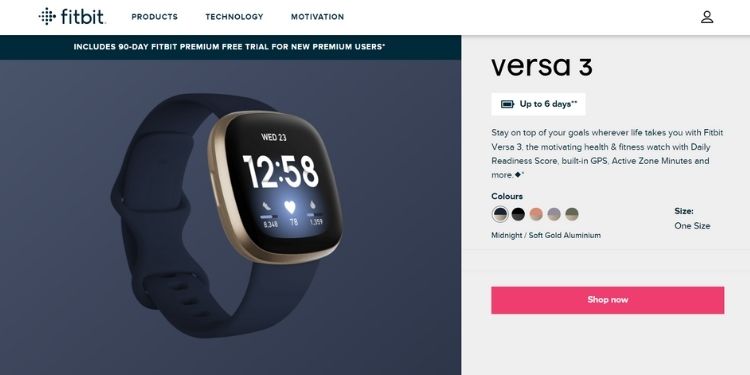 fitbit
PRODUCTS TECHNOLOGY MOTIVATION
INCLUDES 90-DAY FITBIT PREMIUM FREE TRIAL FOR NEW PREMIUM USERS*
WED 23
12:58
8,348 78 1,359
versa 3
Up to 6 days**
Stay on top of your goals wherever life takes you with Fitbit
Versa 3, the motivating health & fitness watch with Daily
Readiness Score, built-in GPS, Active Zone Minutes and
more.◆*
Colours
Midnight / Soft Gold Aluminium
Size:
One Size
Shop now